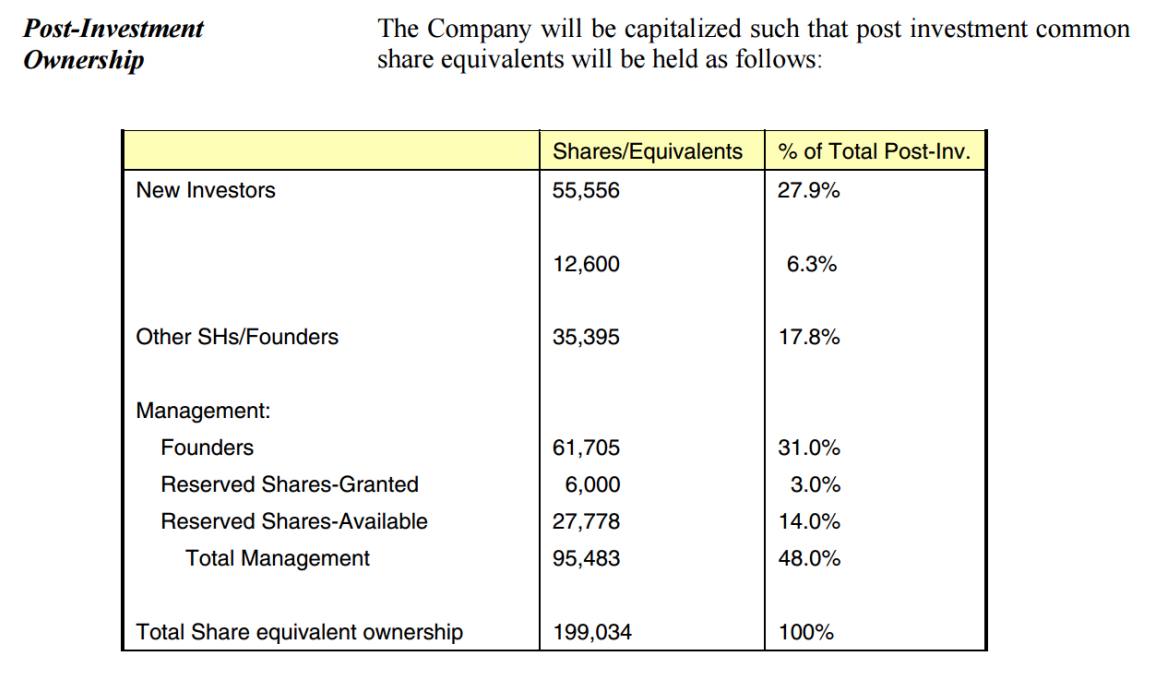 Post-Investment The Company will be capitalized such that post investment common
Ownership share equivalents will be held as follows:
Shares/Equivalents % of Total Post-Inv.
New Investors 55,556 27.9%
12,600 6.3%
Other SHs/Founders 35,395 17.8%
Management:
Founders 61,705 31.0%
Reserved Shares-Granted 6,000 3.0%
Reserved Shares-Available 27,778 14.0%
Total Management 95,483 48.0%
Total Share equivalent ownership 199,034 100%